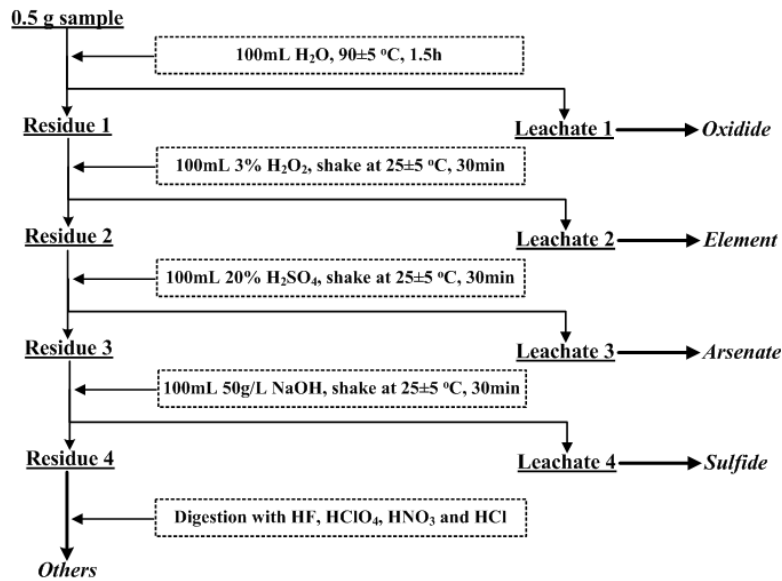 0.5 g sample
100mL H₂O, 90±5 °C, 1.5h
Residue 1
Leachate 1
Oxidide
100mL 3% H₂O₂, shake at 25±5 °C, 30min
Residue 2
Leachate 2
Element
100mL 20% H₂SO₄, shake at 25±5 °C, 30min
Residue 3
Leachate 3
Arsenate
100mL 50g/L NaOH, shake at 25±5 °C, 30min
Residue 4
Leachate 4
Sulfide
Digestion with HF, HClO₄, HNO₃ and HCl
Others